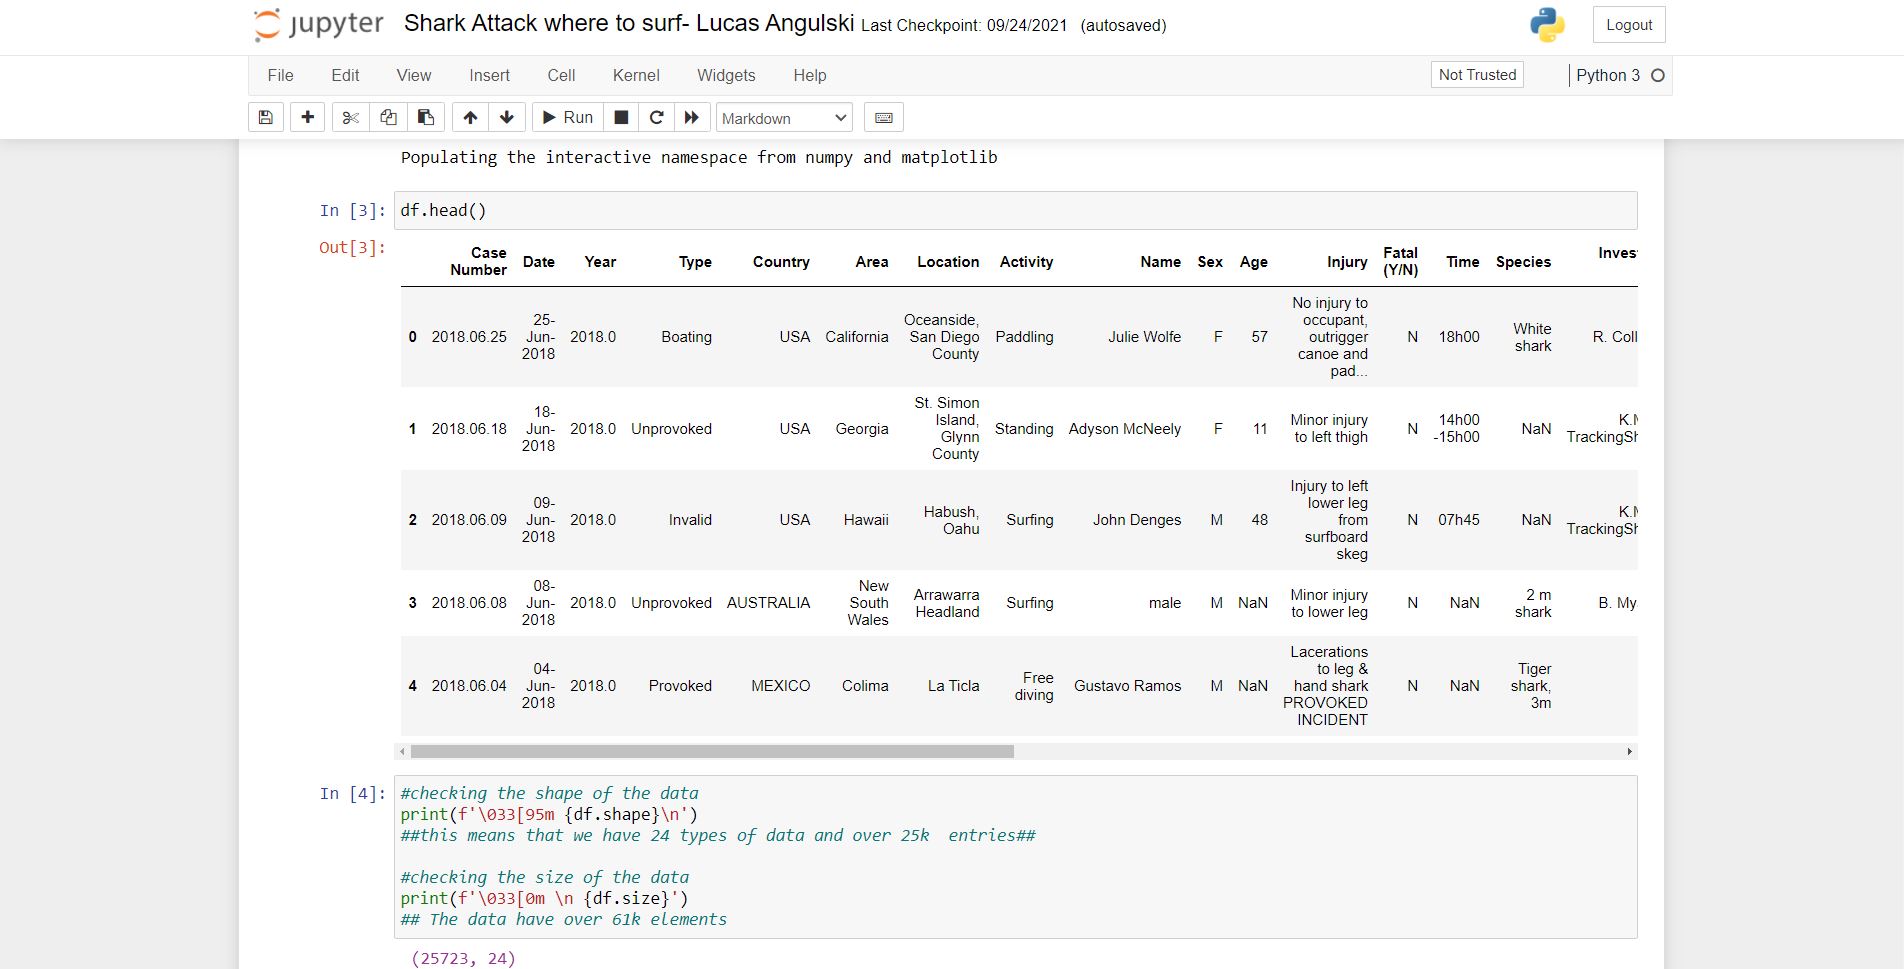 jupyter Shark Attack where to surf- Lucas Angulski Last Checkpoint: 09/24/2021 (autosaved) Logout
File Edit View Insert Cell Kernel Widgets Help Not Trusted Python 3
Run Markdown
Populating the interactive namespace from numpy and matplotlib
In [3]: df.head()
Out[3]:
Case Number Date Year Type Country Area Location Activity Name Sex Age Injury Fatal (Y/N) Time Species Inves
0 2018.06.25 25-Jun-2018 2018.0 Boating USA California Oceanside, San Diego County Paddling Julie Wolfe F 57 No injury to occupant, outrigger canoe and pad... N 18h00 White shark R. Coll
1 2018.06.18 18-Jun-2018 2018.0 Unprovoked USA Georgia St. Simon Island, Glynn County Standing Adyson McNeely F 11 Minor injury to left thigh N 14h00 -15h00 NaN K.M TrackingSh
2 2018.06.09 09-Jun-2018 2018.0 Invalid USA Hawaii Habush, Oahu Surfing John Denges M 48 Injury to left lower leg from surfboard skeg N 07h45 NaN K.M TrackingSh
3 2018.06.08 08-Jun-2018 2018.0 Unprovoked AUSTRALIA New South Wales Arrawarra Headland Surfing male M NaN Minor injury to lower leg N NaN 2 m shark B. My
4 2018.06.04 04-Jun-2018 2018.0 Provoked MEXICO Colima La Ticla Free diving Gustavo Ramos M NaN Lacerations to leg & hand shark PROVOKED INCIDENT N NaN Tiger shark, 3m
In [4]: #checking the shape of the data
print(f'\033[95m {df.shape}\n')
##this means that we have 24 types of data and over 25k  entries##
#checking the size of the data
print(f'\033[0m \n {df.size}')
## The data have over 61k elements
(25723, 24)